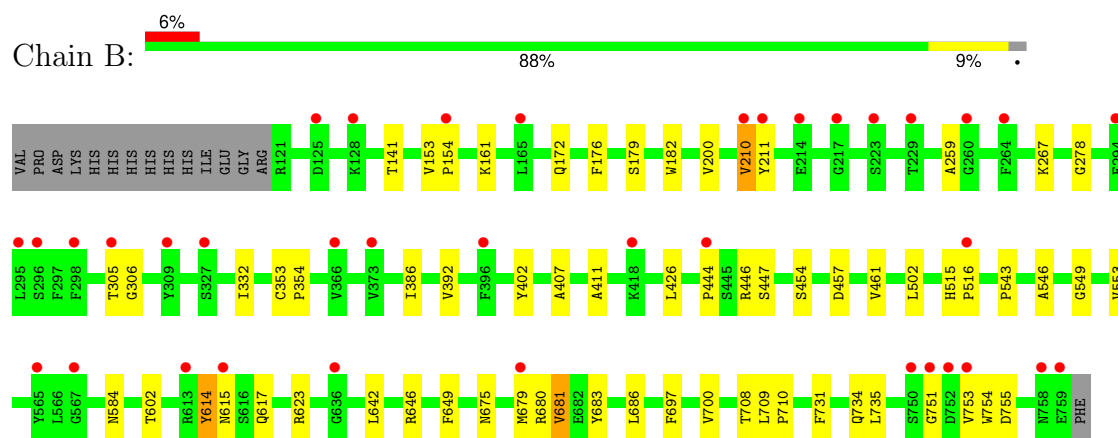 6%
Chain B:
88% 9% •
VAL PRO ASP LYS HIS HIS HIS HIS HIS HIS ILE GLU GLY ARG R121 D125 K128 T141 V153 P154 K161 L165 Q172 F176 S179 W182 V200 V210 Y211 E214 G217 S223 T229 A259 G260 F264 K267 G278 E294
L295 S296 F297 F298 T305 G306 Y309 S327 I332 C353 P354 V366 V373 I386 V392 F396 Y402 A407 A411 K418 L426 P444 S445 R446 S447 S454 D457 V461 L502 H515 P516 P543 A546 G549 V553
Y565 L566 G567 N584 T602 R613 Y614 N615 S616 Q617 R623 G636 L642 R646 F649 N675 M679 R680 V681 E682 Y683 L686 F697 V700 T708 L709 P710 F731 Q734 L735 S750 G751 D752 V753 W754 D755 N758 E759 PHE